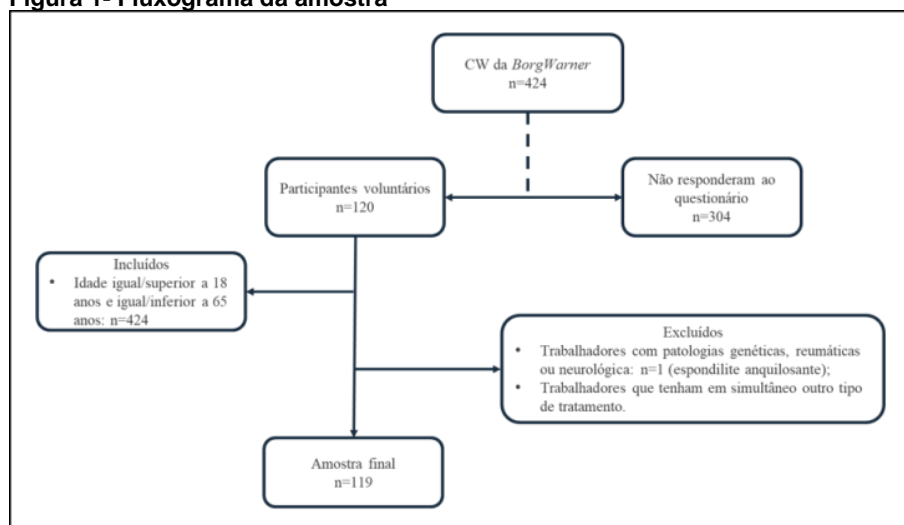 Figura 1- Fluxograma da amostra
CW da BorgWarner
n=424
Participantes voluntários
n=120
Não responderam ao
questionário
n=304
Incluídos
• Idade igual/superior a 18
anos e igual/inferior a 65
anos: n=424
Excluídos
• Trabalhadores com patologias genéticas, reumáticas
ou neurológica: n=1 (espondilite anquilosante);
• Trabalhadores que tenham em simultâneo outro tipo
de tratamento.
Amostra final
n=119